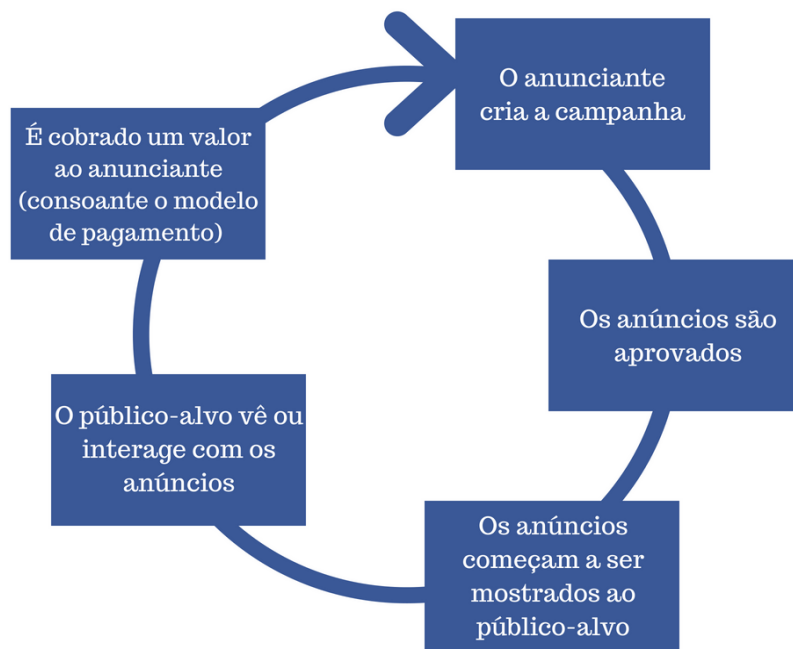 O anunciante
cria a campanha
Os anúncios são
aprovados
Os anúncios
começam a ser
mostrados ao
público-alvo
O público-alvo vê ou
interage com os
anúncios
É cobrado um valor
ao anunciante
(consoante o modelo
de pagamento)